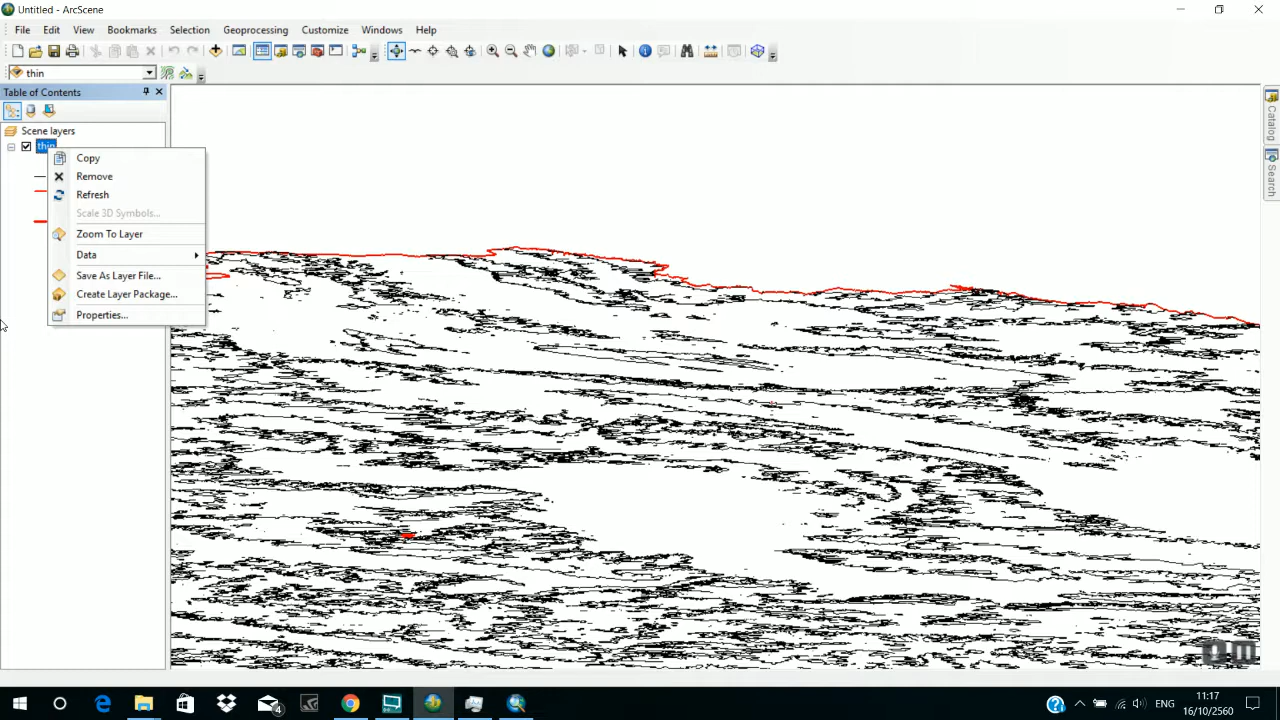 Untitled - ArcScene
File Edit View Bookmarks Selection Geoprocessing Customize Windows Help
thin
Table of Contents
Scene layers
thin
Copy
Remove
Refresh
Scale 3D Symbols...
Zoom To Layer
Data
Save As Layer File...
Create Layer Package...
Properties...
Catalog
Search
4
ENG
11:17
16/10/2560